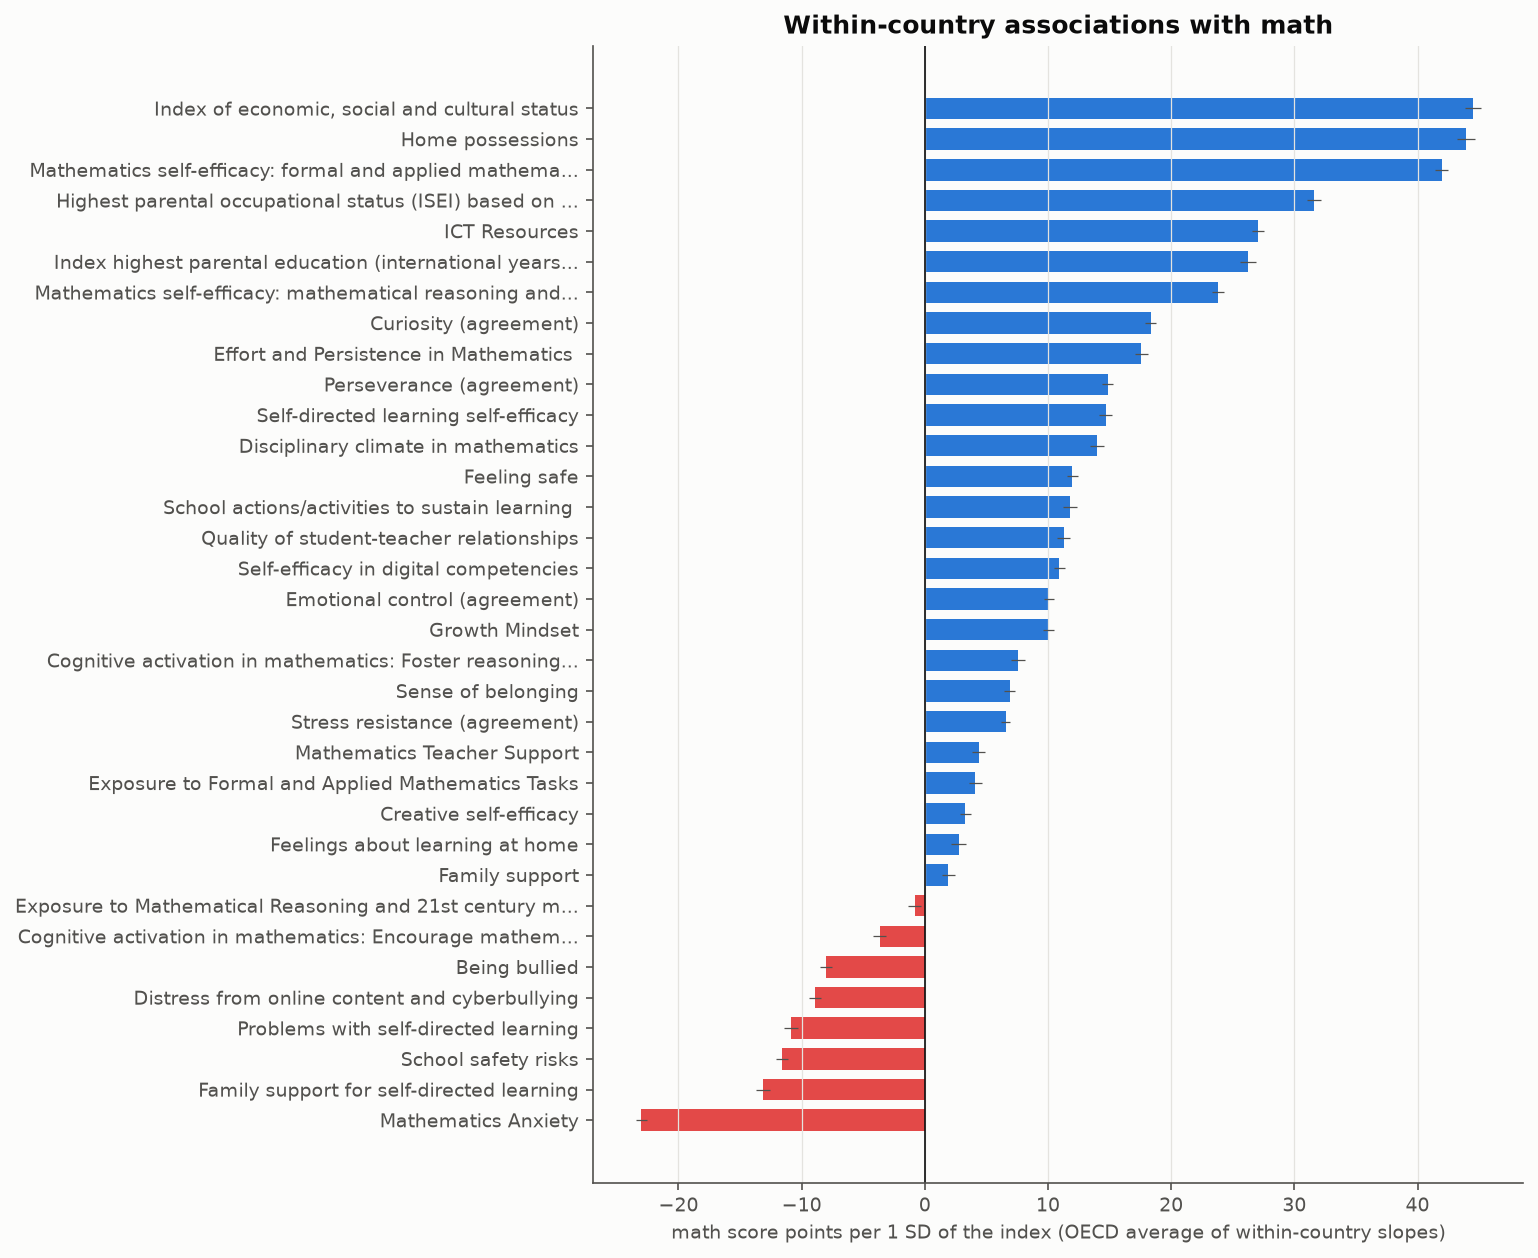 Within-country associations with math
Index of economic, social and cultural status
Home possessions
Mathematics self-efficacy: formal and applied mathema...
Highest parental occupational status (ISEI) based on ...
ICT Resources
Index highest parental education (international years...
Mathematics self-efficacy: mathematical reasoning and...
Curiosity (agreement)
Effort and Persistence in Mathematics
Perseverance (agreement)
Self-directed learning self-efficacy
Disciplinary climate in mathematics
Feeling safe
School actions/activities to sustain learning
Quality of student-teacher relationships
Self-efficacy in digital competencies
Emotional control (agreement)
Growth Mindset
Cognitive activation in mathematics: Foster reasoning...
Sense of belonging
Stress resistance (agreement)
Mathematics Teacher Support
Exposure to Formal and Applied Mathematics Tasks
Creative self-efficacy
Feelings about learning at home
Family support
Exposure to Mathematical Reasoning and 21st century m...
Cognitive activation in mathematics: Encourage mathem...
Being bullied
Distress from online content and cyberbullying
Problems with self-directed learning
School safety risks
Family support for self-directed learning
Mathematics Anxiety
−20 −10 0 10 20 30 40
math score points per 1 SD of the index (OECD average of within-country slopes)